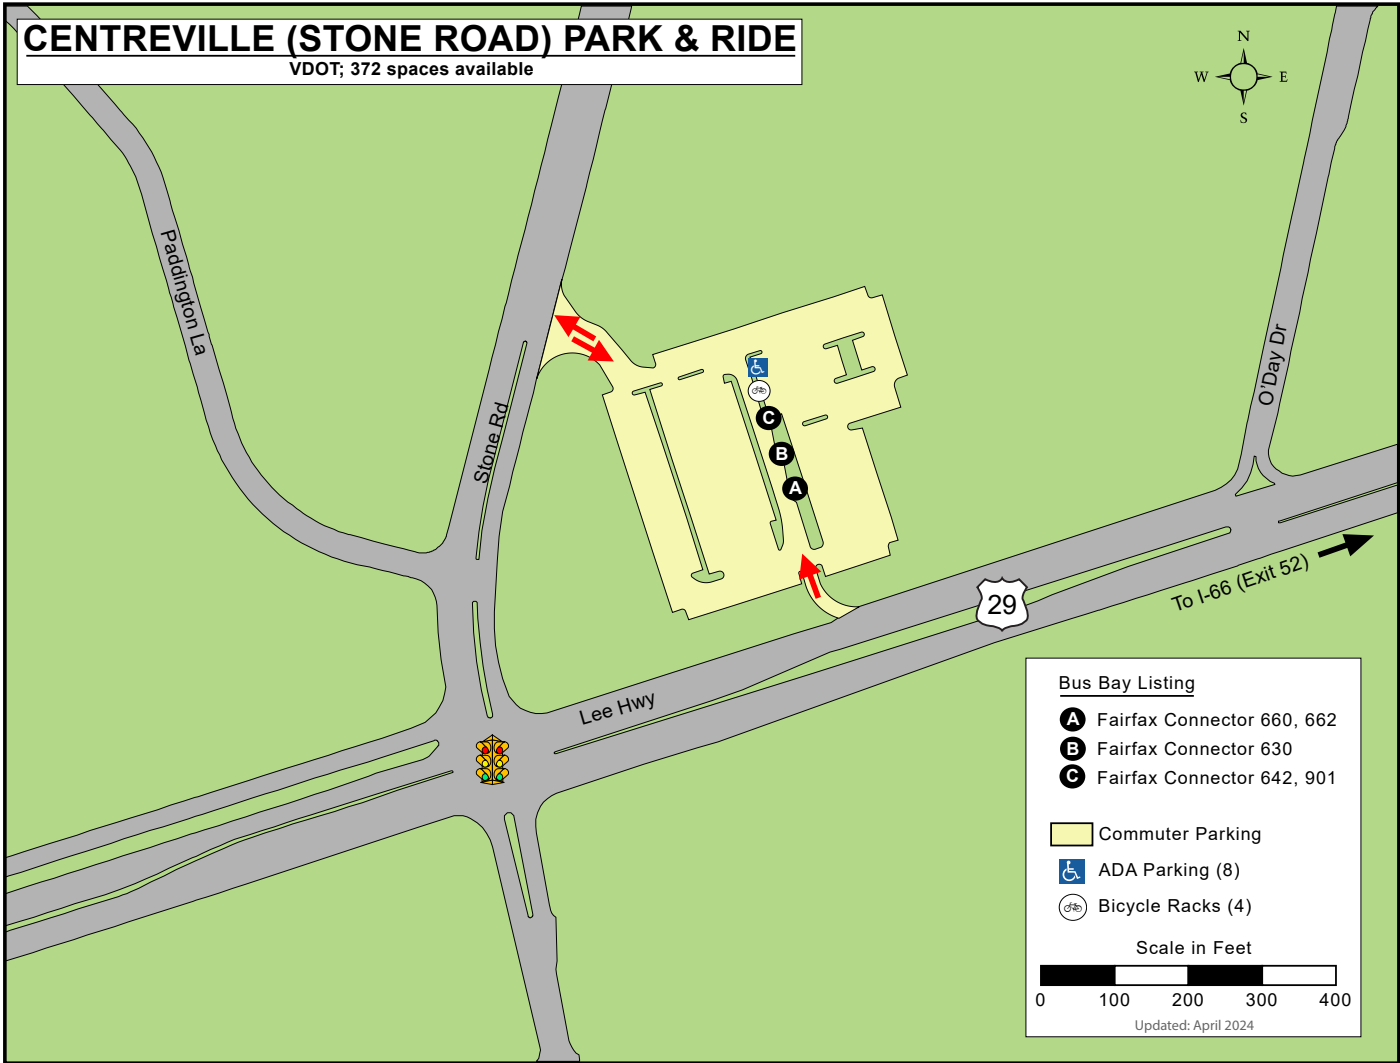 CENTREVILLE (STONE ROAD) PARK & RIDE
VDOT; 372 spaces available
N
W E
S
Paddington La
Stone Rd
O'Day Dr
C
B
A
29
To I-66 (Exit 52)
Lee Hwy
Bus Bay Listing
A Fairfax Connector 660, 662
B Fairfax Connector 630
C Fairfax Connector 642, 901
Commuter Parking
ADA Parking (8)
Bicycle Racks (4)
Scale in Feet
0 100 200 300 400
Updated: April 2024